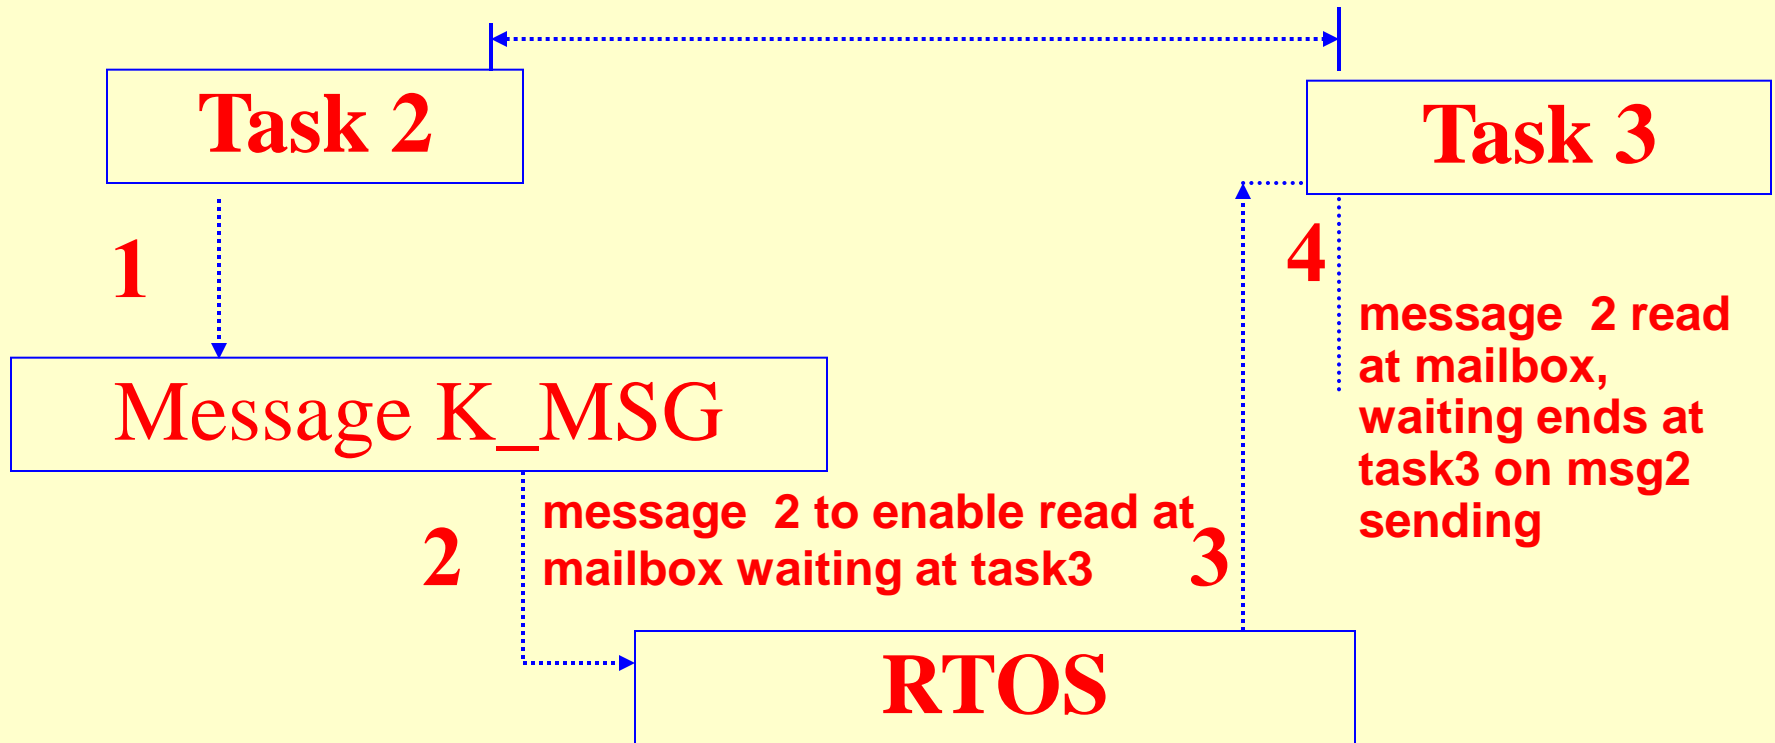 Task 2
Task 3
1
4
message  2 read
at mailbox,
waiting ends at
task3 on msg2
sending
Message K_MSG
2
message  2 to enable read at
mailbox waiting at task3
3
RTOS